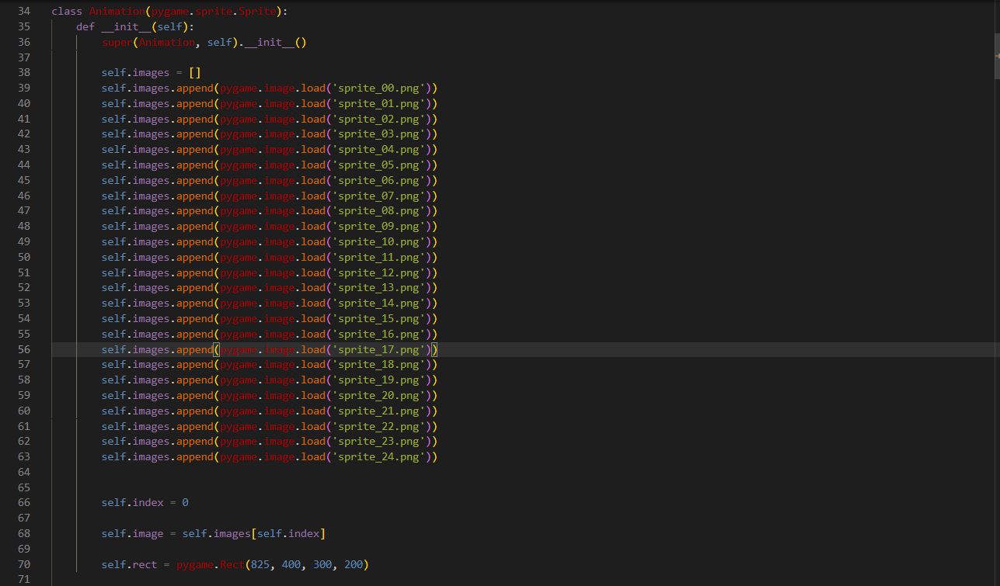 34 class Animation(pygame.sprite.Sprite):
35     def __init__(self):
36         super(Animation, self).__init__()
37
38         self.images = []
39         self.images.append(pygame.image.load('sprite_00.png'))
40         self.images.append(pygame.image.load('sprite_01.png'))
41         self.images.append(pygame.image.load('sprite_02.png'))
42         self.images.append(pygame.image.load('sprite_03.png'))
43         self.images.append(pygame.image.load('sprite_04.png'))
44         self.images.append(pygame.image.load('sprite_05.png'))
45         self.images.append(pygame.image.load('sprite_06.png'))
46         self.images.append(pygame.image.load('sprite_07.png'))
47         self.images.append(pygame.image.load('sprite_08.png'))
48         self.images.append(pygame.image.load('sprite_09.png'))
49         self.images.append(pygame.image.load('sprite_10.png'))
50         self.images.append(pygame.image.load('sprite_11.png'))
51         self.images.append(pygame.image.load('sprite_12.png'))
52         self.images.append(pygame.image.load('sprite_13.png'))
53         self.images.append(pygame.image.load('sprite_14.png'))
54         self.images.append(pygame.image.load('sprite_15.png'))
55         self.images.append(pygame.image.load('sprite_16.png'))
56         self.images.append(pygame.image.load('sprite_17.png'))
57         self.images.append(pygame.image.load('sprite_18.png'))
58         self.images.append(pygame.image.load('sprite_19.png'))
59         self.images.append(pygame.image.load('sprite_20.png'))
60         self.images.append(pygame.image.load('sprite_21.png'))
61         self.images.append(pygame.image.load('sprite_22.png'))
62         self.images.append(pygame.image.load('sprite_23.png'))
63         self.images.append(pygame.image.load('sprite_24.png'))
64
65
66         self.index = 0
67
68         self.image = self.images[self.index]
69
70         self.rect = pygame.Rect(825, 400, 300, 200)
71